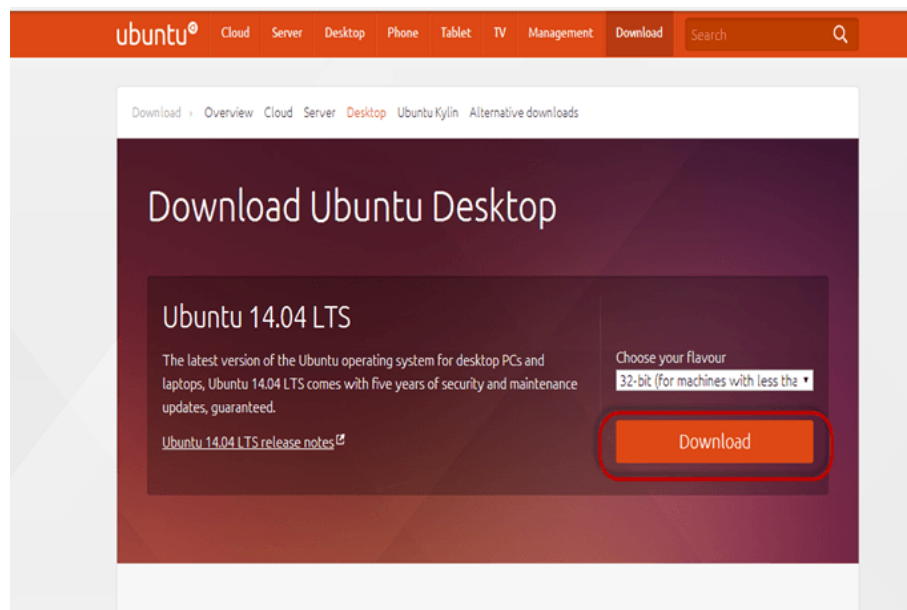 ubuntu® Cloud Server Desktop Phone Tablet TV Management Download Search
Download › Overview Cloud Server Desktop Ubuntu Kylin Alternative downloads
Download Ubuntu Desktop
Ubuntu 14.04 LTS
The latest version of the Ubuntu operating system for desktop PCs and
laptops, Ubuntu 14.04 LTS comes with five years of security and maintenance
updates, guaranteed.
Ubuntu 14.04 LTS release notes
Choose your flavour
32-bit (for machines with less tha
Download